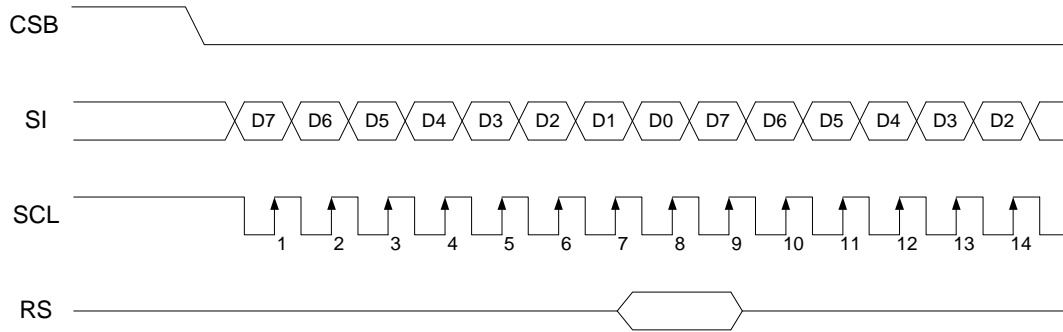 CSB
SI D7 D6 D5 D4 D3 D2 D1 D0 D7 D6 D5 D4 D3 D2
SCL
1 2 3 4 5 6 7 8 9 10 11 12 13 14
RS